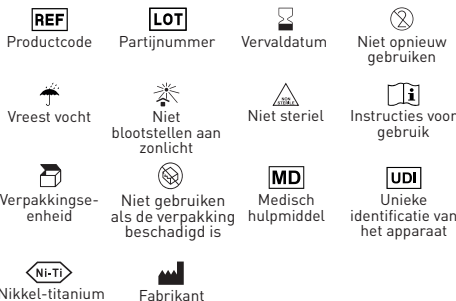 REF
LOT
Productcode
Partijnummer
Vervaldatum
Niet opnieuw
gebruiken
2
Vreest vocht
Niet
blootstellen aan
zonlicht
NON
STERILE
Niet steriel
i
Instructies voor
gebruik
Verpakkingse-
enheid
Niet gebruiken
als de verpakking
beschadigd is
MD
Medisch
hulpmiddel
UDI
Unieke
identificatie van
het apparaat
Ni-Ti
Nikkel-titanium
Fabrikant